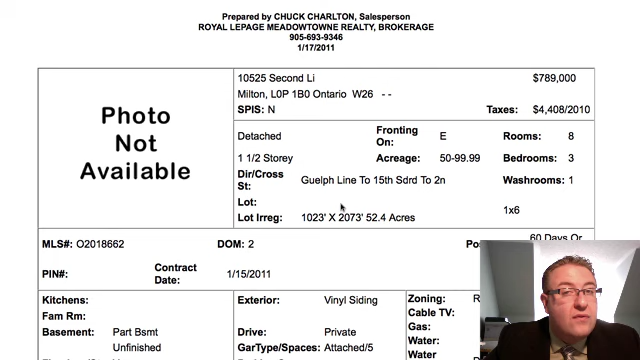 Prepared by CHUCK CHARLTON, Salesperson
ROYAL LEPAGE MEADOWTOWNE REALTY, BROKERAGE
905-693-9346
1/17/2011
Photo
Not
Available
10525 Second Li $789,000
Milton, L0P 1B0 Ontario W26 - -
SPIS: N Taxes: $4,408/2010
Detached Fronting On: E Rooms: 8
1 1/2 Storey Acreage: 50-99.99 Bedrooms: 3
Dir/Cross St: Guelph Line To 15th Sdrd To 2n Washrooms: 1
Lot: 1x6
Lot Irreg: 1023' X 2073' 52.4 Acres
MLS#: O2018662 DOM: 2 60 Days Or
PIN#: Contract Date: 1/15/2011
Kitchens: Exterior: Vinyl Siding Zoning:
Fam Rm: Cable TV:
Basement: Part Bsmt Drive: Private Gas:
Unfinished GarType/Spaces: Attached/5 Water:
Water